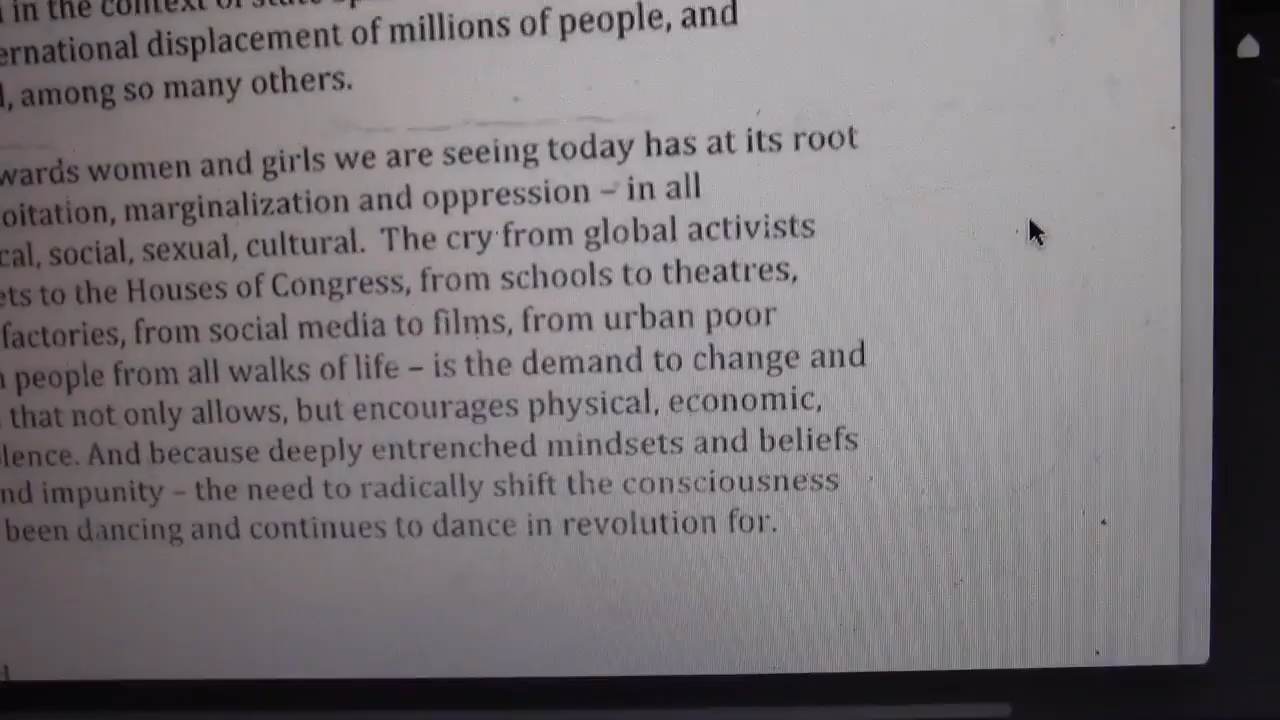 in the context of state
ernational displacement of millions of people, and
, among so many others.
wards women and girls we are seeing today has at its root
oitation, marginalization and oppression – in all
cal, social, sexual, cultural. The cry from global activists
ets to the Houses of Congress, from schools to theatres,
factories, from social media to films, from urban poor
people from all walks of life – is the demand to change and
that not only allows, but encourages physical, economic,
lence. And because deeply entrenched mindsets and beliefs
nd impunity – the need to radically shift the consciousness
been dancing and continues to dance in revolution for.